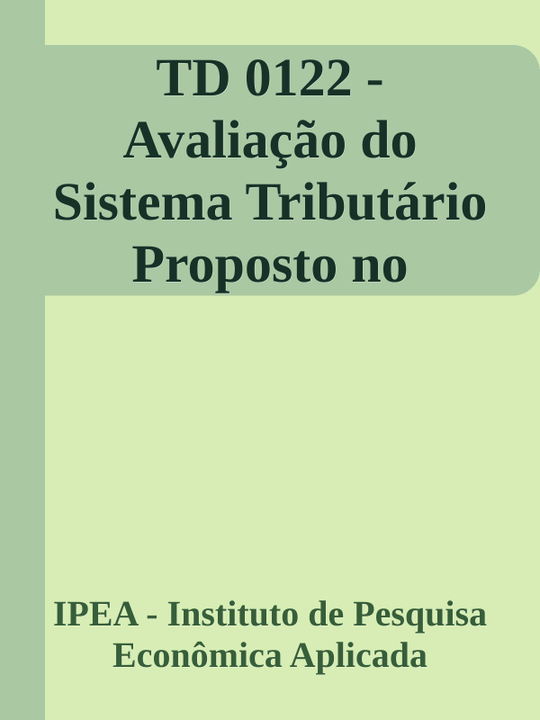 TD 0122 -
Avaliação do
Sistema Tributário
Proposto no
IPEA - Instituto de Pesquisa
Econômica Aplicada